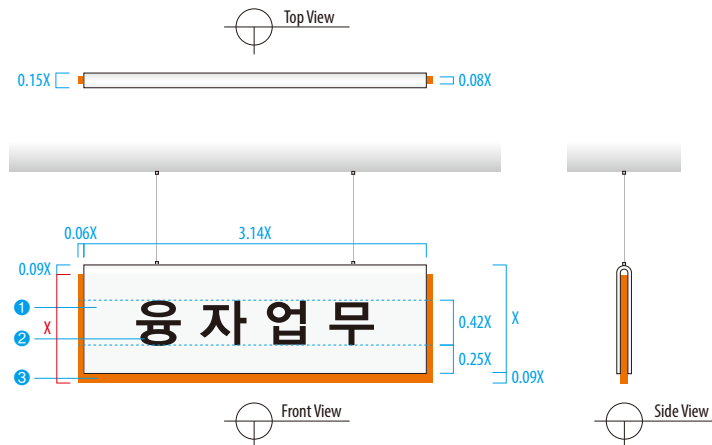 Top View
0.15X
0.08X
0.06X
3.14X
0.09X
X
1
2
3
융자업무
0.42X
0.25X
X
0.09X
Front View
Side View